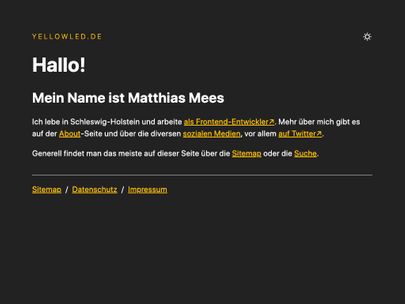 YELLOWLED.DE
Hallo!
Mein Name ist Matthias Mees
Ich lebe in Schleswig-Holstein und arbeite als Frontend-Entwickler↗. Mehr über mich gibt es
auf der About-Seite und über die diversen sozialen Medien, vor allem auf Twitter↗.
Generell findet man das meiste auf dieser Seite über die Sitemap oder die Suche.
Sitemap / Datenschutz / Impressum